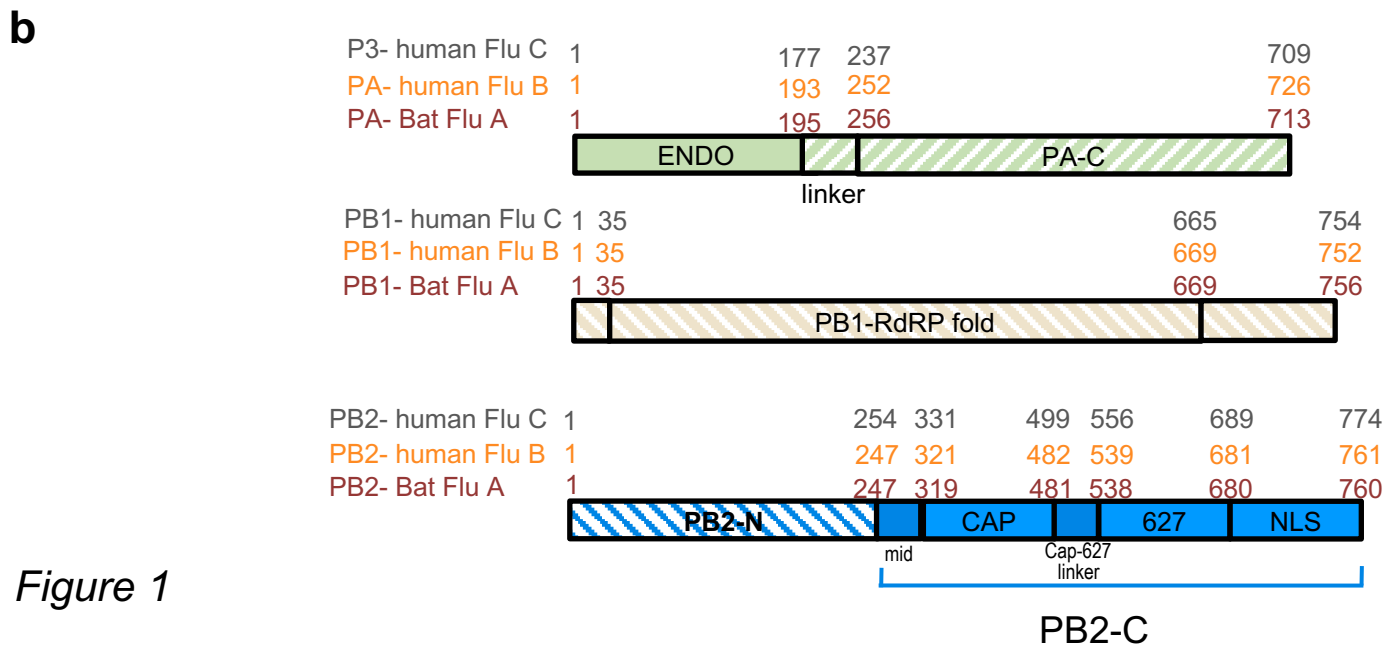 b
P3- human Flu C 1 177 237 709
PA- human Flu B 1 193 252 726
PA- Bat Flu A 1 195 256 713
ENDO PA-C
linker
PB1- human Flu C 1 35 665 754
PB1- human Flu B 1 35 669 752
PB1- Bat Flu A 1 35 669 756
PB1-RdRP fold
PB2- human Flu C 1 254 331 499 556 689 774
PB2- human Flu B 1 247 321 482 539 681 761
PB2- Bat Flu A 1 247 319 481 538 680 760
PB2-N CAP 627 NLS
mid Cap-627
linker
Figure 1
PB2-C